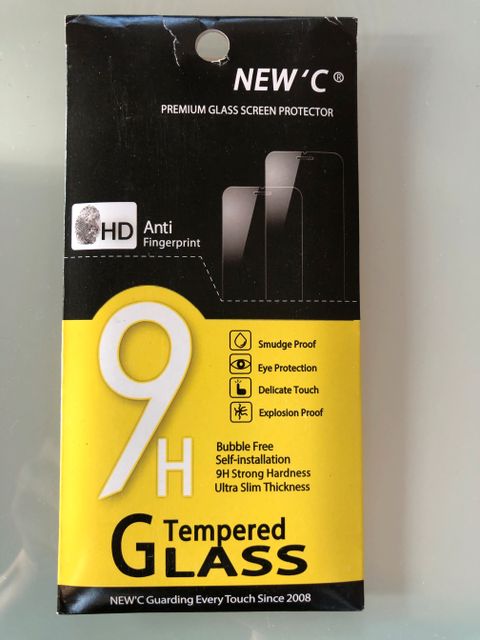 NEW'C®
PREMIUM GLASS SCREEN PROTECTOR
HD
Anti
Fingerprint
9H
Smudge Proof
Eye Protection
Delicate Touch
Explosion Proof
Bubble Free
Self-installation
9H Strong Hardness
Ultra Slim Thickness
Tempered
GLASS
NEW'C Guarding Every Touch Since 2008